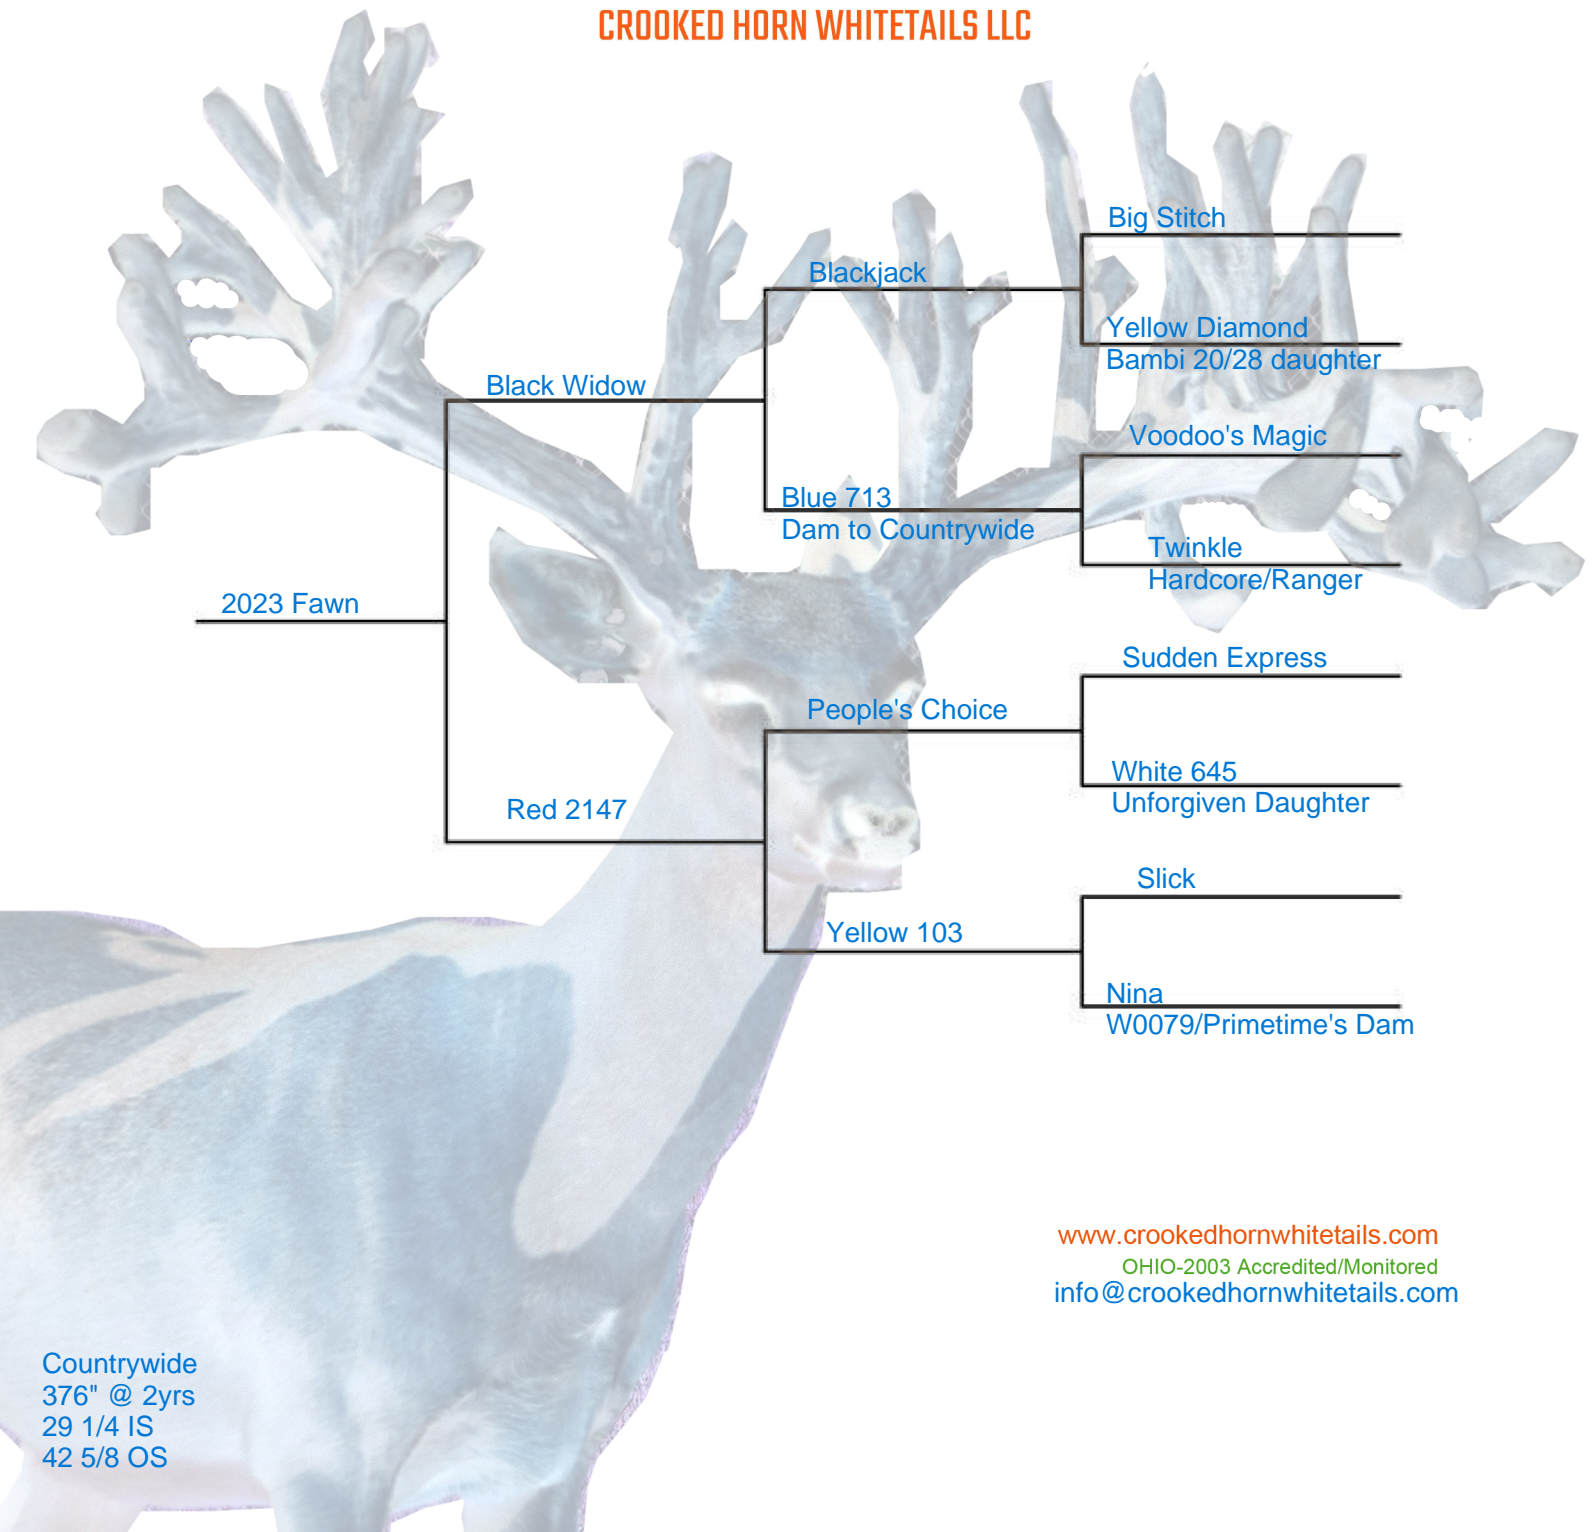 CROOKED HORN WHITETAILS LLC
Big Stitch
Blackjack
Yellow Diamond
Bambi 20/28 daughter
Black Widow
Voodoo's Magic
Blue 713
Dam to Countrywide
Twinkle
Hardcore/Ranger
2023 Fawn
Sudden Express
People's Choice
White 645
Unforgiven Daughter
Red 2147
Slick
Yellow 103
Nina
W0079/Primetime's Dam
www.crookedhornwhitetails.com
OHIO-2003 Accredited/Monitored
info@crookedhornwhitetails.com
Countrywide
376" @ 2yrs
29 1/4 IS
42 5/8 OS